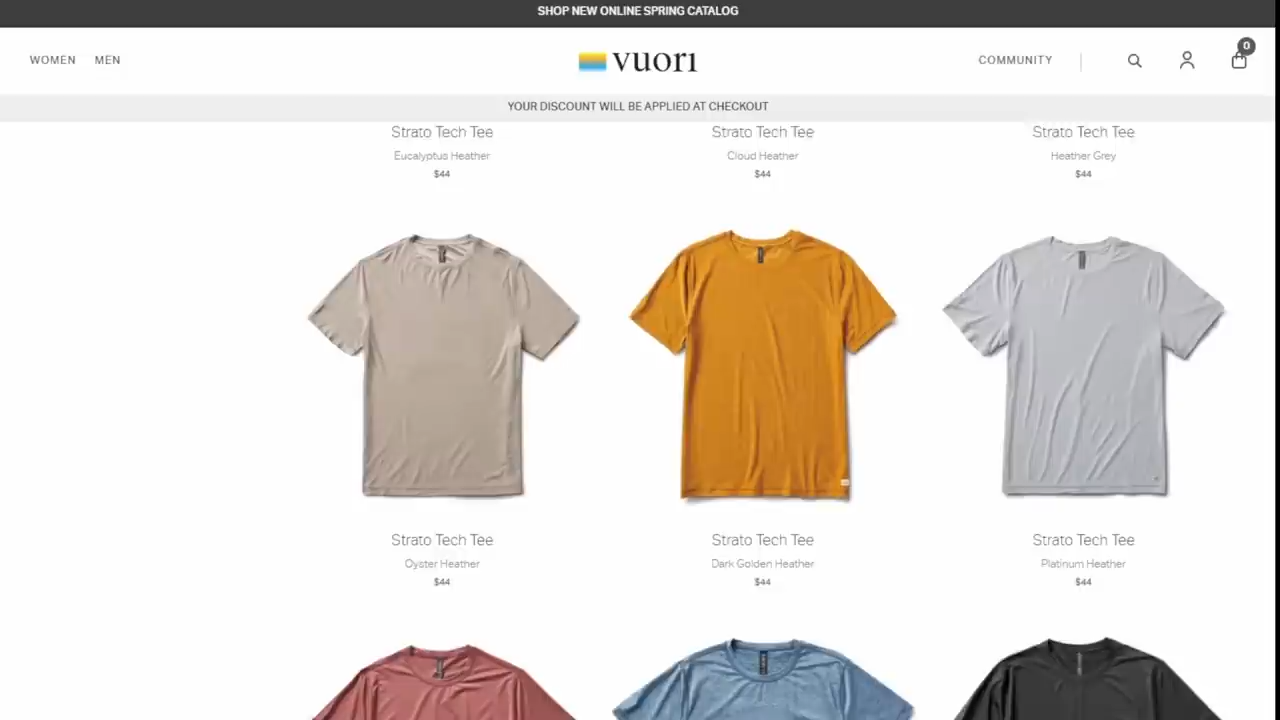 SHOP NEW ONLINE SPRING CATALOG
WOMEN MEN
vuori
COMMUNITY
0
YOUR DISCOUNT WILL BE APPLIED AT CHECKOUT
Strato Tech Tee
Eucalyptus Heather
$44
Strato Tech Tee
Cloud Heather
$44
Strato Tech Tee
Heather Grey
$44
Strato Tech Tee
Oyster Heather
$44
Strato Tech Tee
Dark Golden Heather
$44
Strato Tech Tee
Platinum Heather
$44